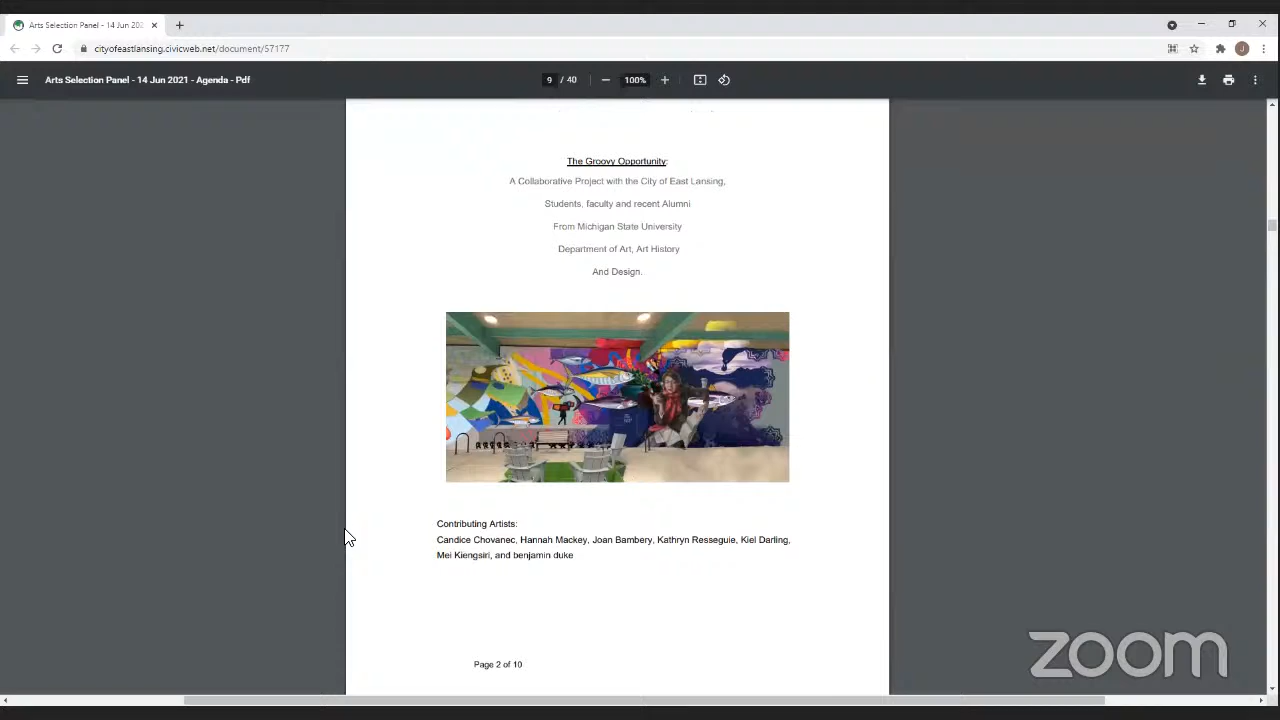 Arts Selection Panel - 14 Jun 202
cityofeastlansing.civicweb.net/document/57177
J
Arts Selection Panel - 14 Jun 2021 - Agenda - Pdf
9 / 40
100%
The Groovy Opportunity:
A Collaborative Project with the City of East Lansing,
Students, faculty and recent Alumni
From Michigan State University
Department of Art, Art History
And Design.
Contributing Artists:
Candice Chovanec, Hannah Mackey, Joan Bambery, Kathryn Resseguie, Kiel Darling,
Mei Kiengsiri, and benjamin duke
Page 2 of 10
zoom